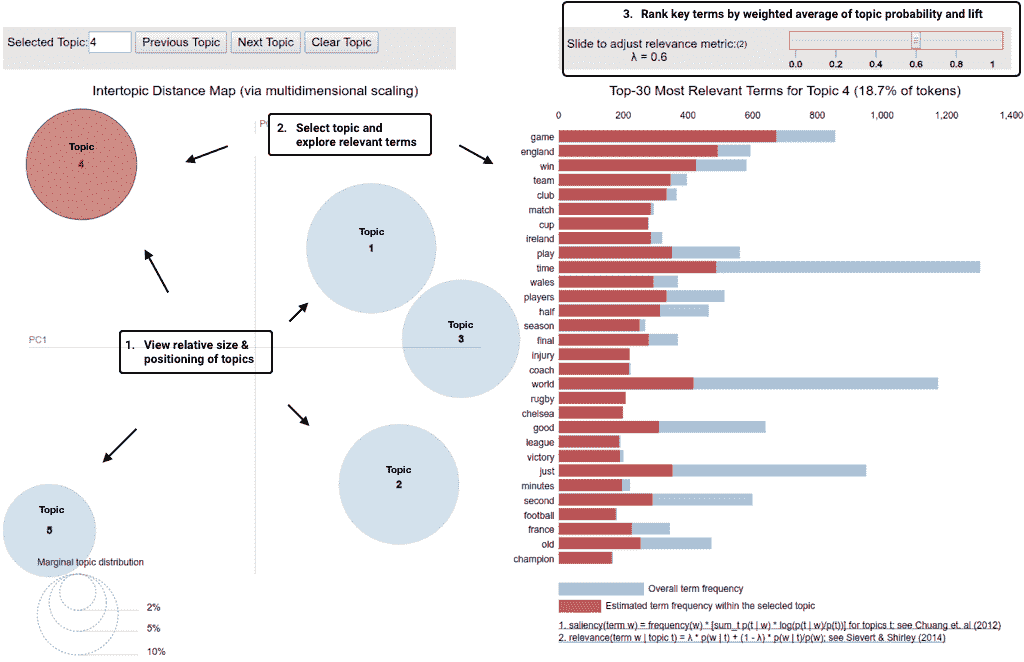 3. Rank key terms by weighted average of topic probability and lift
Selected Topic: 4 Previous Topic Next Topic Clear Topic
Slide to adjust relevance metric:(2)
λ = 0.6
0.0 0.2 0.4 0.6 0.8 1
Intertopic Distance Map (via multidimensional scaling)
2. Select topic and
explore relevant terms
Topic
4
Topic
1
Topic
3
PC1
1. View relative size &
positioning of topics
Topic
2
Topic
5
Marginal topic distribution
2%
5%
10%
Top-30 Most Relevant Terms for Topic 4 (18.7% of tokens)
0 200 400 600 800 1,000 1,200 1,400
game
england
win
team
club
match
cup
ireland
play
time
wales
players
half
season
final
injury
coach
world
rugby
chelsea
good
league
victory
just
minutes
second
football
france
old
champion
Overall term frequency
Estimated term frequency within the selected topic
1. saliency(term w) = frequency(w) * [sum_t p(t | w) * log(p(t | w)/p(t))] for topics t; see Chuang et. al (2012)
2. relevance(term w | topic t) = λ * p(w | t) + (1 - λ) * p(w | t)/p(w); see Sievert & Shirley (2014)